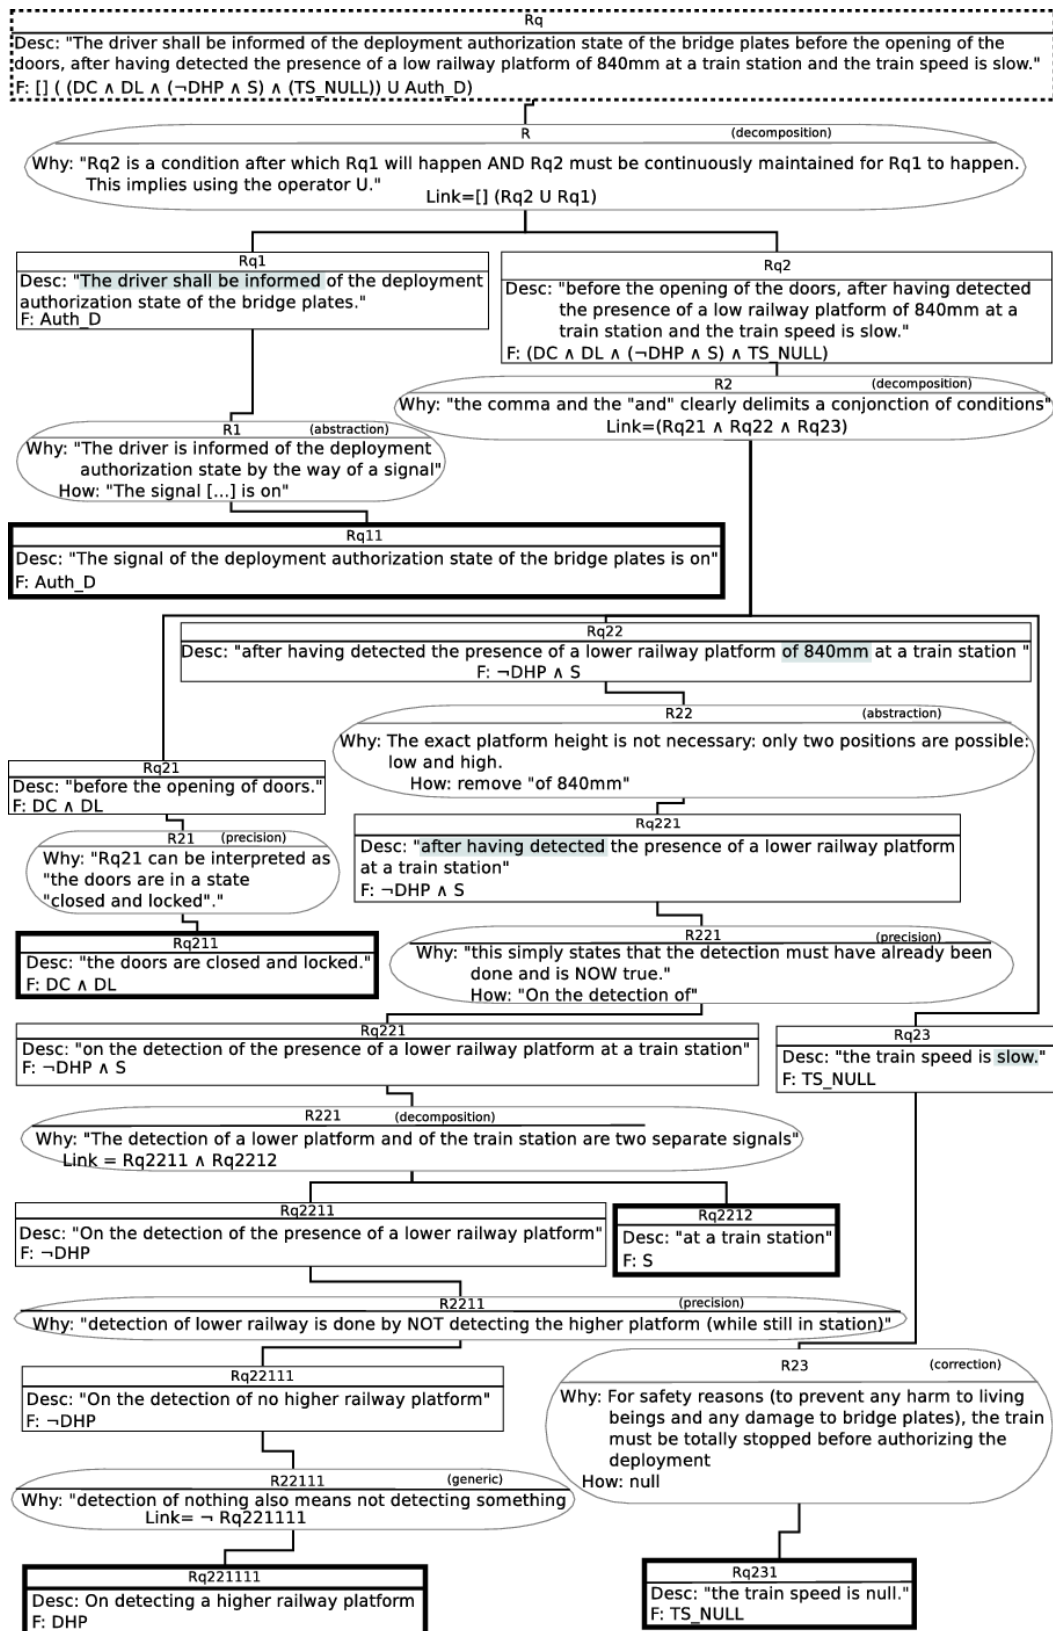 Rq
Desc: "The driver shall be informed of the deployment authorization state of the bridge plates before the opening of the
doors, after having detected the presence of a low railway platform of 840mm at a train station and the train speed is slow."
F: [] ( (DC ∧ DL ∧ (¬DHP ∧ S) ∧ (TS_NULL)) U Auth_D)
R (decomposition)
Why: "Rq2 is a condition after which Rq1 will happen AND Rq2 must be continuously maintained for Rq1 to happen.
This implies using the operator U."
Link=[] (Rq2 U Rq1)
Rq1
Desc: "The driver shall be informed of the deployment
authorization state of the bridge plates."
F: Auth_D
Rq2
Desc: "before the opening of the doors, after having detected
the presence of a low railway platform of 840mm at a
train station and the train speed is slow."
F: (DC ∧ DL ∧ (¬DHP ∧ S) ∧ TS_NULL)
R2 (decomposition)
Why: "the comma and the "and" clearly delimits a conjonction of conditions"
Link=(Rq21 ∧ Rq22 ∧ Rq23)
R1 (abstraction)
Why: "The driver is informed of the deployment
authorization state by the way of a signal"
How: "The signal [...] is on"
Rq11
Desc: "The signal of the deployment authorization state of the bridge plates is on"
F: Auth_D
Rq22
Desc: "after having detected the presence of a lower railway platform of 840mm at a train station "
F: ¬DHP ∧ S
R22 (abstraction)
Why: The exact platform height is not necessary: only two positions are possible:
low and high.
How: remove "of 840mm"
Rq21
Desc: "before the opening of doors."
F: DC ∧ DL
R21 (precision)
Why: "Rq21 can be interpreted as
"the doors are in a state
"closed and locked"."
Rq221
Desc: "after having detected the presence of a lower railway platform
at a train station"
F: ¬DHP ∧ S
Rq211
Desc: "the doors are closed and locked."
F: DC ∧ DL
R221 (precision)
Why: "this simply states that the detection must have already been
done and is NOW true."
How: "On the detection of"
Rq221
Desc: "on the detection of the presence of a lower railway platform at a train station"
F: ¬DHP ∧ S
Rq23
Desc: "the train speed is slow."
F: TS_NULL
R221 (decomposition)
Why: "The detection of a lower platform and of the train station are two separate signals"
Link = Rq2211 ∧ Rq2212
Rq2211
Desc: "On the detection of the presence of a lower railway platform"
F: ¬DHP
Rq2212
Desc: "at a train station"
F: S
R2211 (precision)
Why: "detection of lower railway is done by NOT detecting the higher platform (while still in station)"
Rq22111
Desc: "On the detection of no higher railway platform"
F: ¬DHP
R23 (correction)
Why: For safety reasons (to prevent any harm to living
beings and any damage to bridge plates), the train
must be totally stopped before authorizing the
deployment
How: null
R22111 (generic)
Why: "detection of nothing also means not detecting something
Link= ¬ Rq221111
Rq221111
Desc: On detecting a higher railway platform
F: DHP
Rq231
Desc: "the train speed is null."
F: TS_NULL